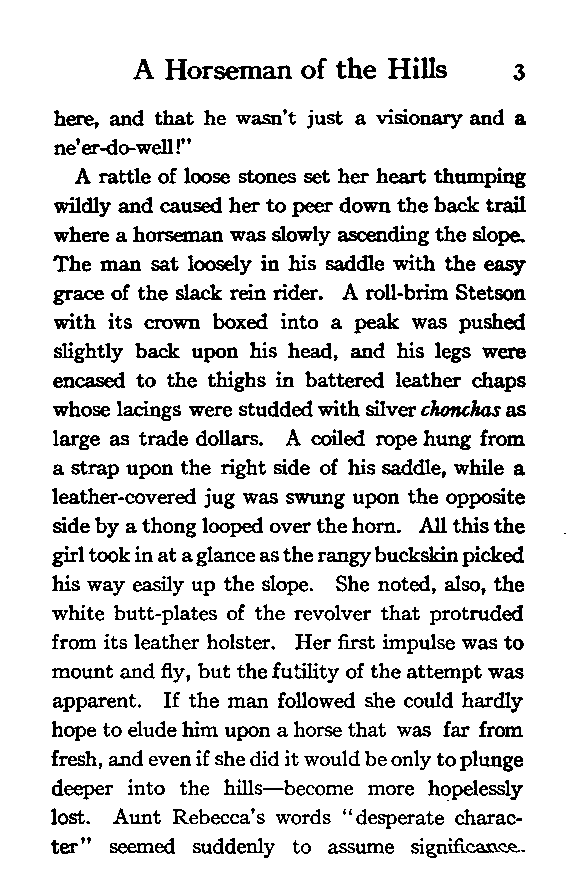 A Horseman of the Hills 3
here, and that he wasn't just a visionary and a
ne'er-do-well!"
A rattle of loose stones set her heart thumping
wildly and caused her to peer down the back trail
where a horseman was slowly ascending the slope.
The man sat loosely in his saddle with the easy
grace of the slack rein rider. A roll-brim Stetson
with its crown boxed into a peak was pushed
slightly back upon his head, and his legs were
encased to the thighs in battered leather chaps
whose lacings were studded with silver chonchas as
large as trade dollars. A coiled rope hung from
a strap upon the right side of his saddle, while a
leather-covered jug was swung upon the opposite
side by a thong looped over the horn. All this the
girl took in at a glance as the rangy buckskin picked
his way easily up the slope. She noted, also, the
white butt-plates of the revolver that protruded
from its leather holster. Her first impulse was to
mount and fly, but the futility of the attempt was
apparent. If the man followed she could hardly
hope to elude him upon a horse that was far from
fresh, and even if she did it would be only to plunge
deeper into the hills—become more hopelessly
lost. Aunt Rebecca's words "desperate charac-
ter" seemed suddenly to assume significance.